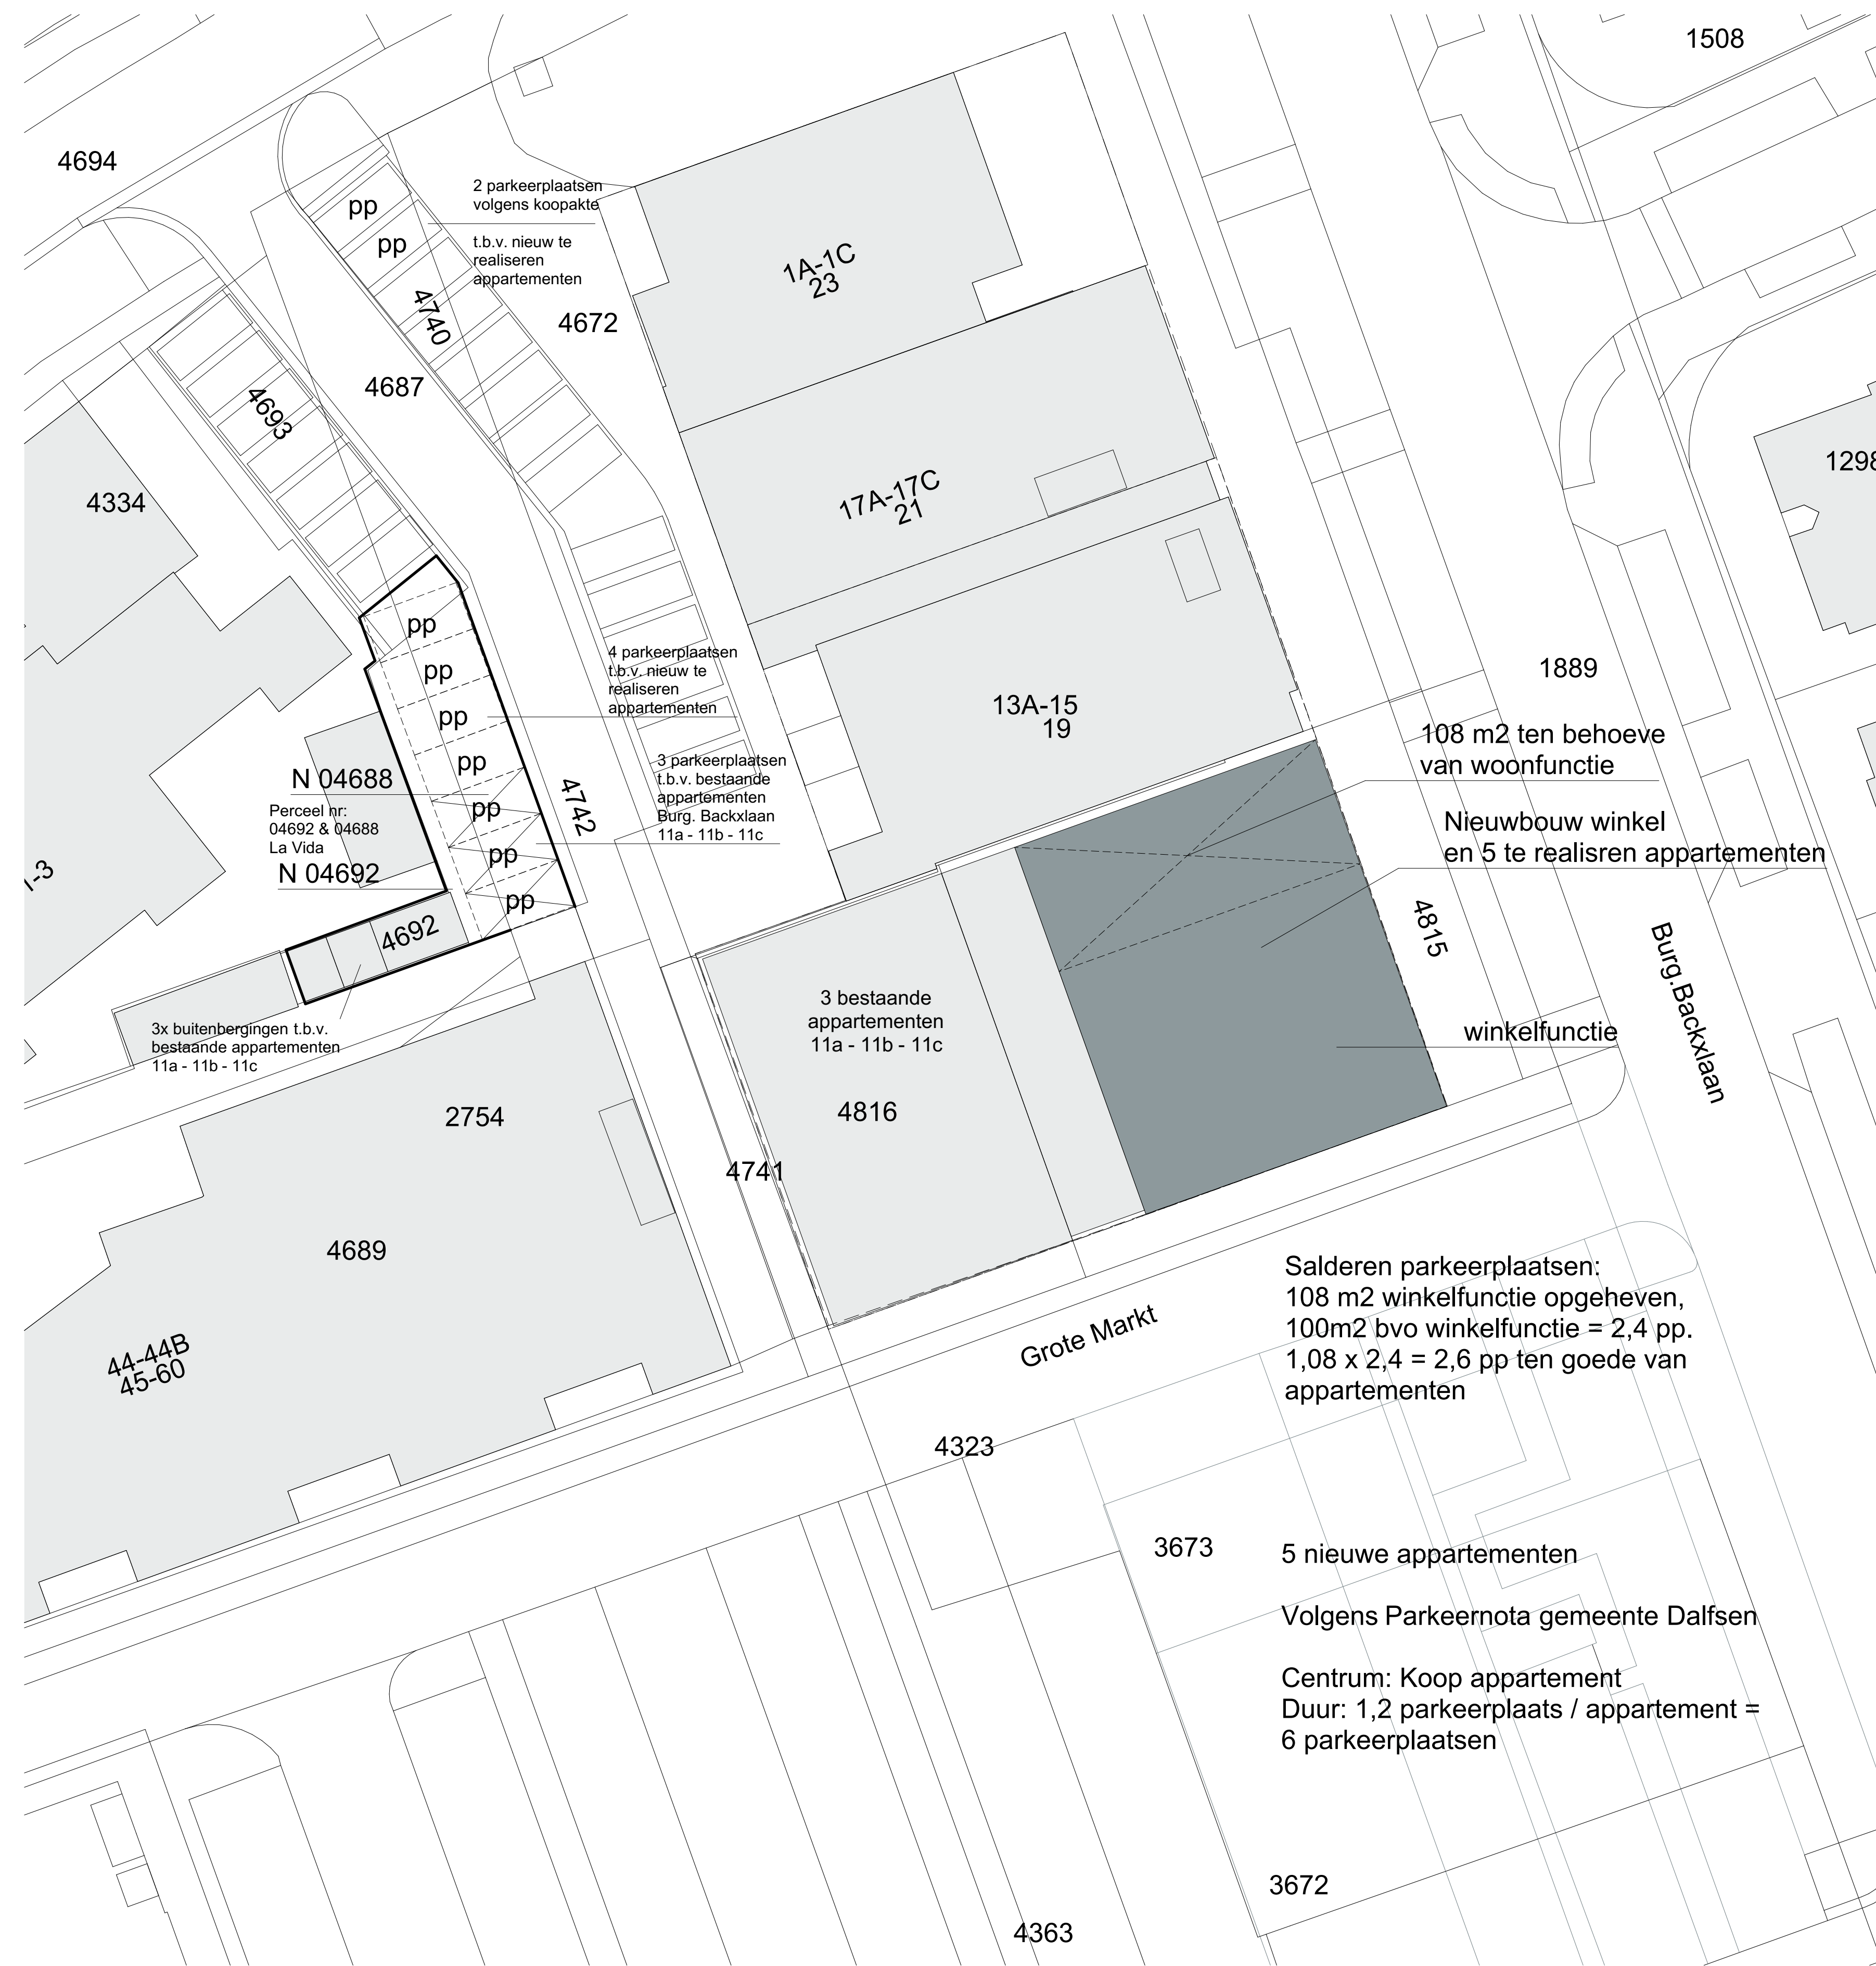 1508
4694
pp
pp
2 parkeerplaatsen
volgens koopakte
t.b.v. nieuw te
realiseren
appartementen
4740
4672
4687
4693
4334
1A-1C
23
17A-17C
21
13A-15
19
1889
pp
pp
pp
pp
pp
pp
pp
4 parkeerplaatsen
t.b.v. nieuw te
realiseren
appartementen
3 parkeerplaatsen
t.b.v. bestaande
appartementen
Burg. Backxlaan
11a - 11b - 11c
4742
N 04688
Perceel nr:
04692 & 04688
La Vida
N 04692
4692
3x buitenbergingen t.b.v.
bestaande appartementen
11a - 11b - 11c
108 m2 ten behoeve
van woonfunctie
Nieuwbouw winkel
en 5 te realisren appartementen
4815
Burg.Backxlaan
winkelfunctie
3 bestaande
appartementen
11a - 11b - 11c
4816
4741
2754
4689
44-44B
45-60
Grote Markt
Salderen parkeerplaatsen:
108 m2 winkelfunctie opgeheven,
100m2 bvo winkelfunctie = 2,4 pp.
1,08 x 2,4 = 2,6 pp ten goede van
appartementen
4323
3673
5 nieuwe appartementen
Volgens Parkeernota gemeente Dalfsen
Centrum: Koop appartement
Duur: 1,2 parkeerplaats / appartement =
6 parkeerplaatsen
3672
4363